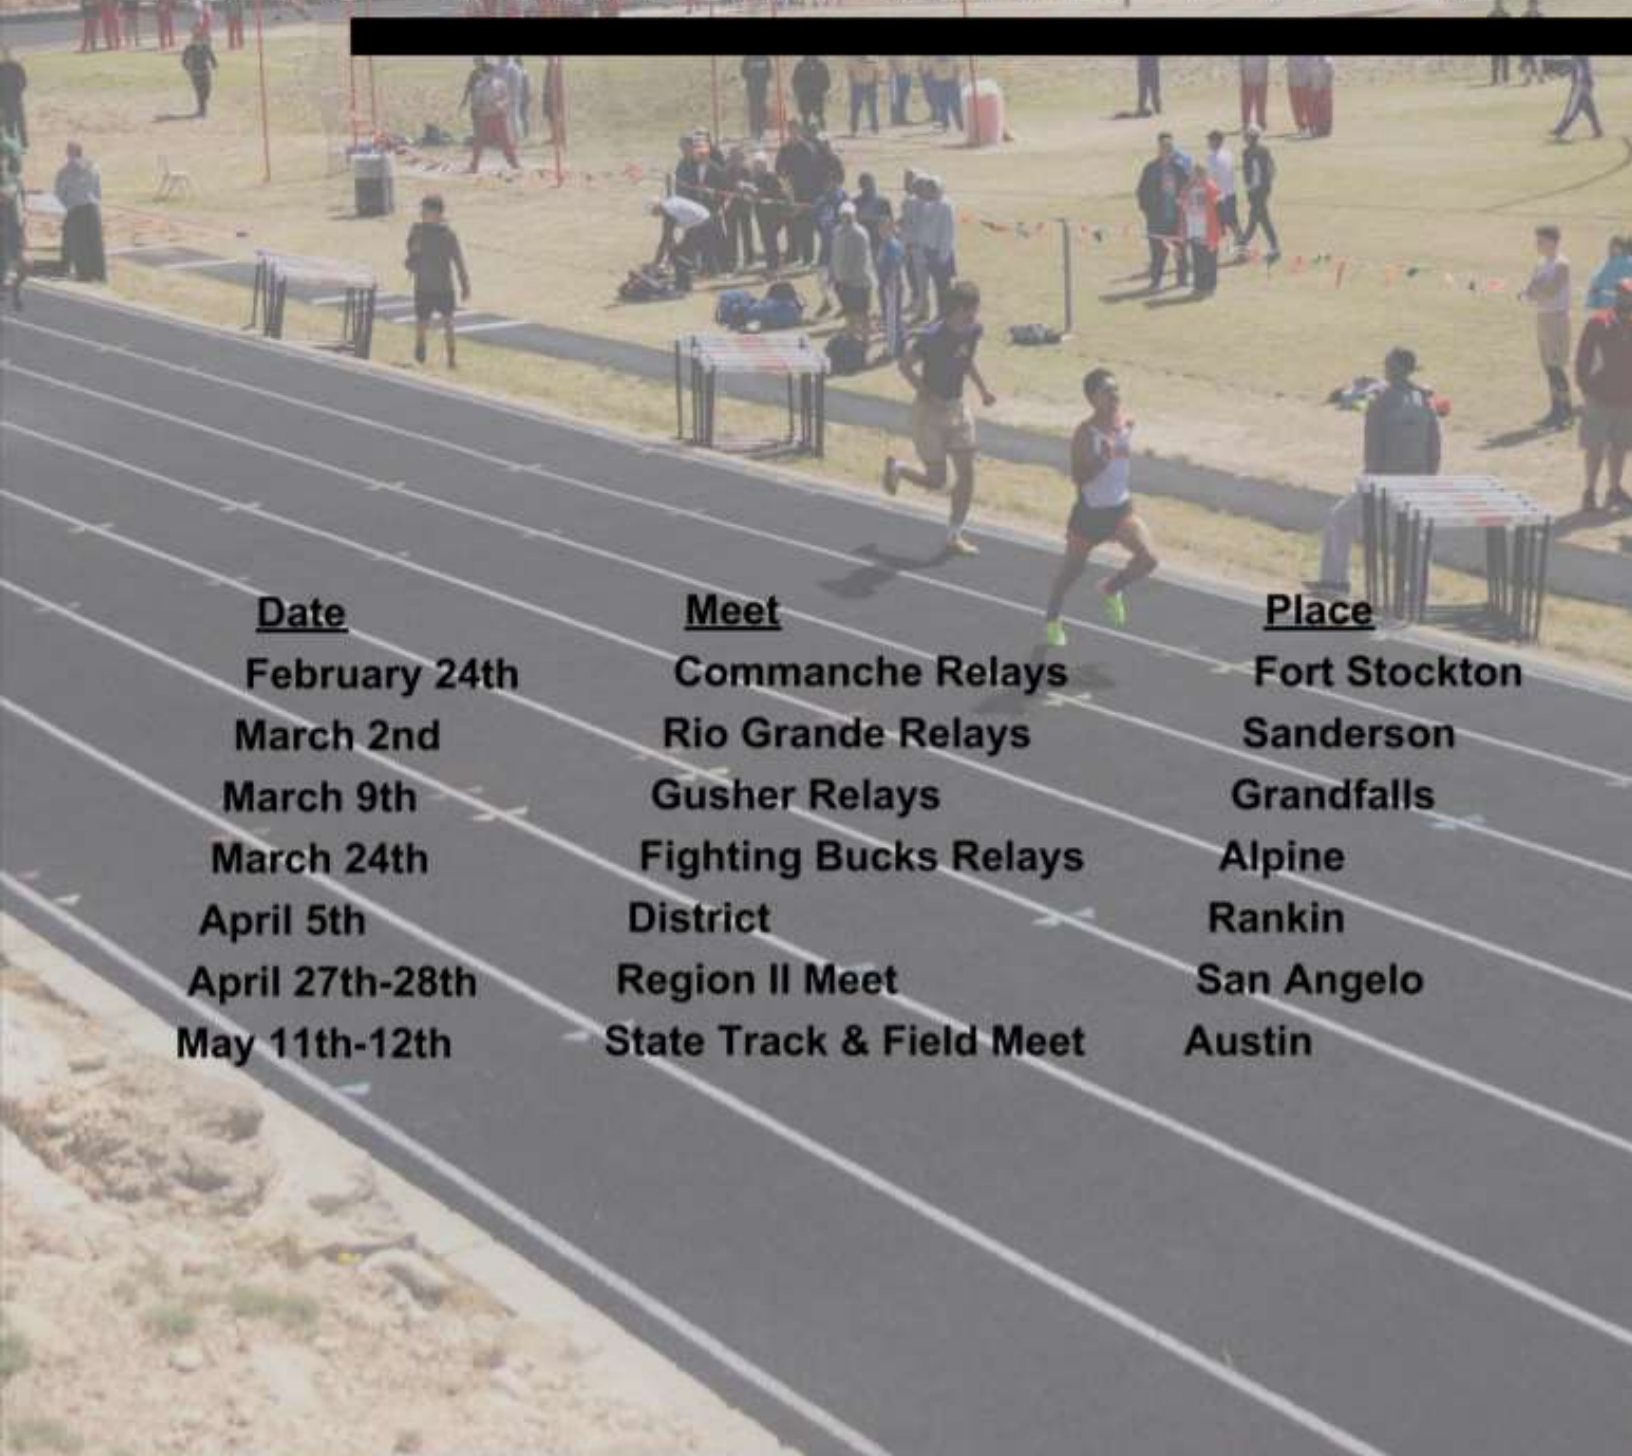 Date Meet Place
February 24th Commanche Relays Fort Stockton
March 2nd Rio Grande Relays Sanderson
March 9th Gusher Relays Grandfalls
March 24th Fighting Bucks Relays Alpine
April 5th District Rankin
April 27th-28th Region II Meet San Angelo
May 11th-12th State Track & Field Meet Austin